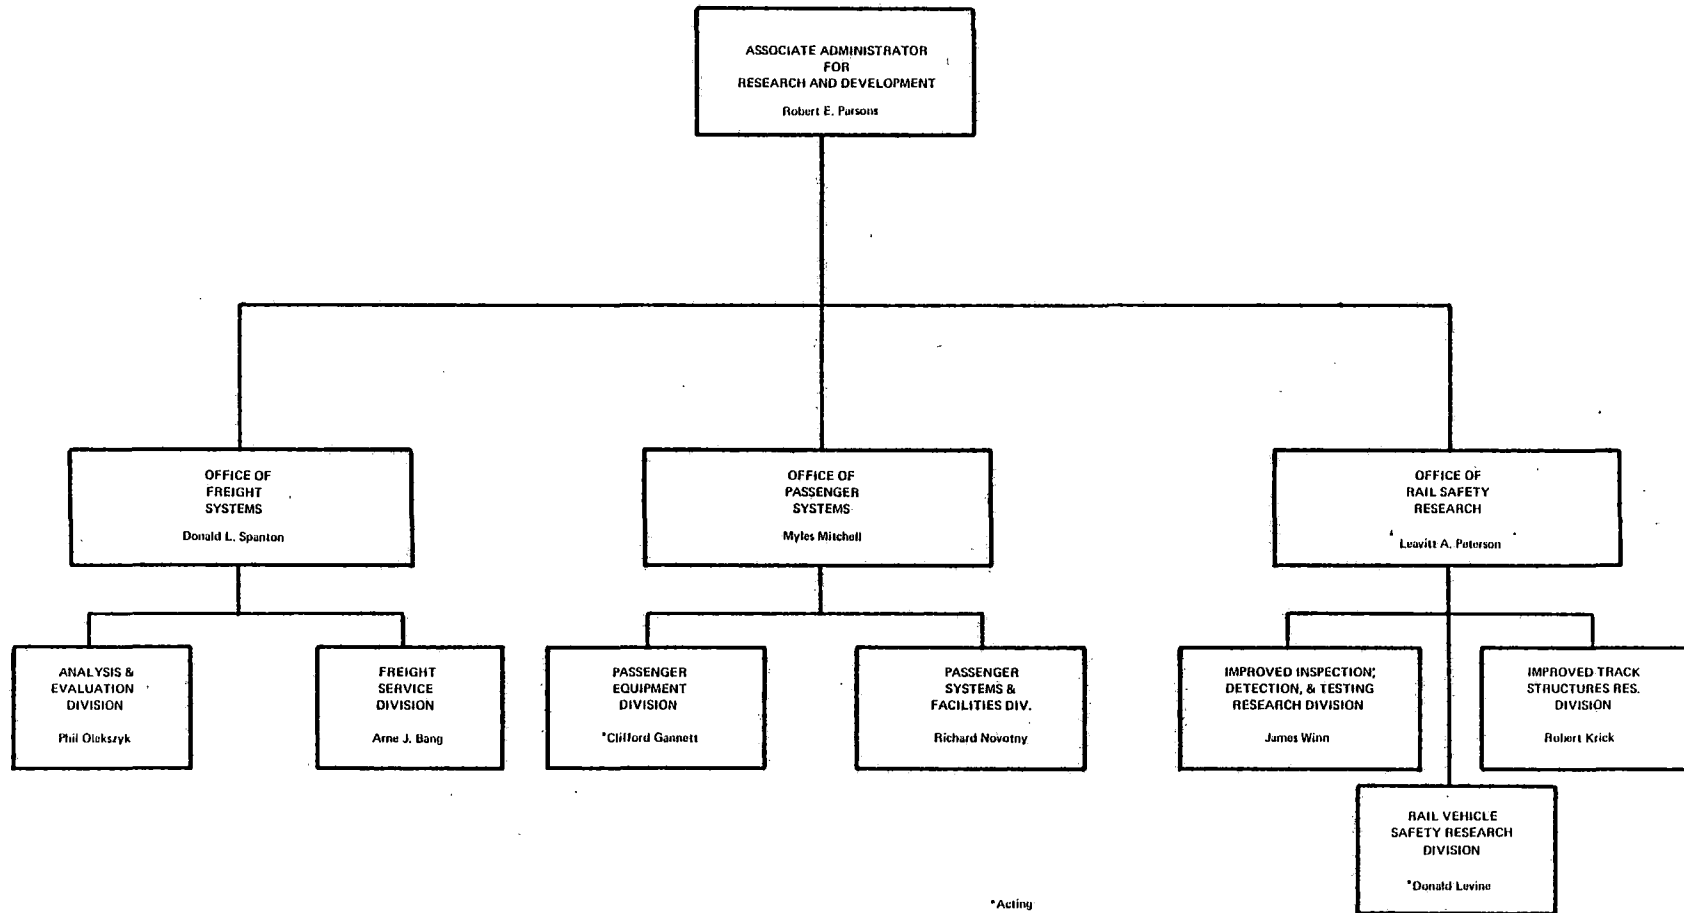 ASSOCIATE ADMINISTRATOR
FOR
RESEARCH AND DEVELOPMENT
Robert E. Parsons
OFFICE OF
FREIGHT
SYSTEMS
Donald L. Spanton
OFFICE OF
PASSENGER
SYSTEMS
Myles Mitchell
OFFICE OF
RAIL SAFETY
RESEARCH
Leavitt A. Peterson
ANALYSIS &
EVALUATION
DIVISION
Phil Olekszyk
FREIGHT
SERVICE
DIVISION
Arne J. Bang
PASSENGER
EQUIPMENT
DIVISION
*Clifford Gannett
PASSENGER
SYSTEMS &
FACILITIES DIV.
Richard Novotny
IMPROVED INSPECTION,
DETECTION, & TESTING
RESEARCH DIVISION
James Winn
IMPROVED TRACK
STRUCTURES RES.
DIVISION
Robert Krick
RAIL VEHICLE
SAFETY RESEARCH
DIVISION
*Donald Levine
*Acting